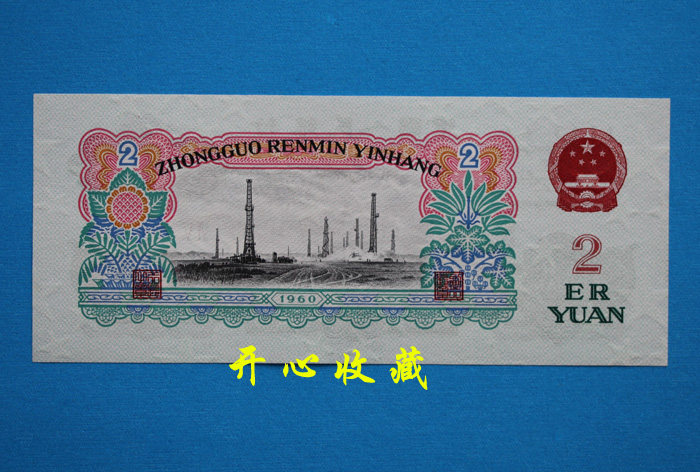 2
ZHONGGUO RENMIN YINHANG
2
2
ER
YUAN
1960
开心收藏